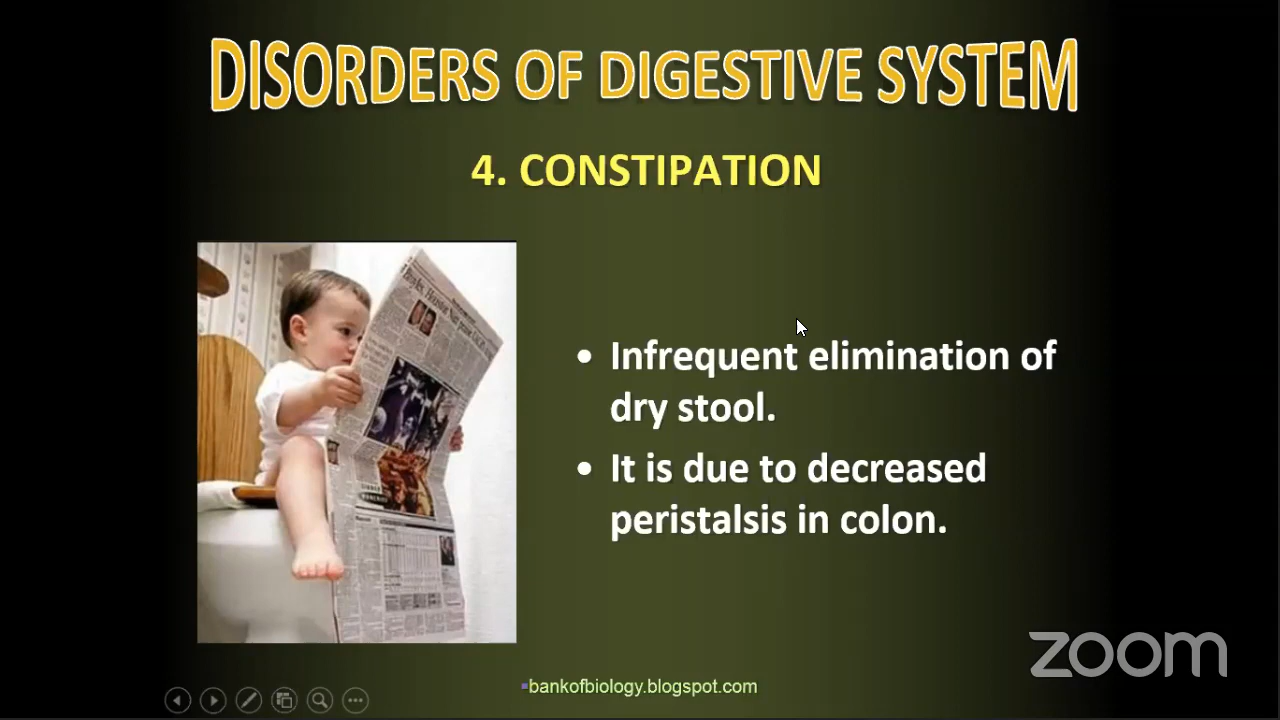 DISORDERS OF DIGESTIVE SYSTEM
4. CONSTIPATION
• Infrequent elimination of
dry stool.
• It is due to decreased
peristalsis in colon.
zoom
bankofbiology.blogspot.com